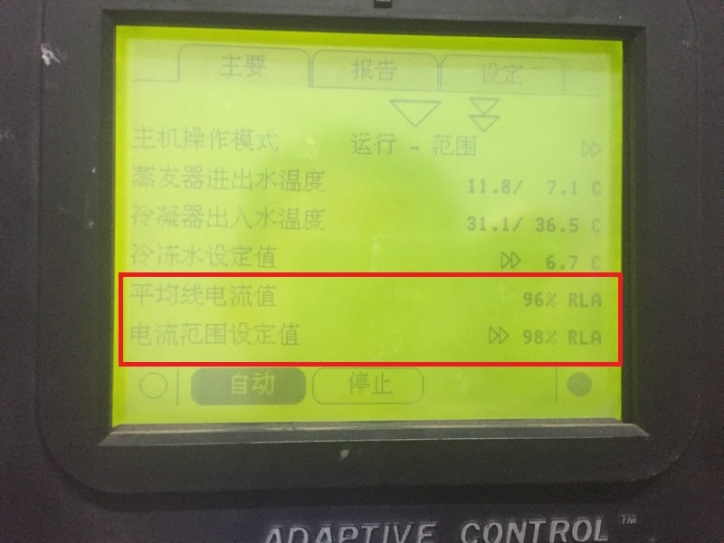 主要 报告 设定
主机操作模式 运行 - 范围
蒸发器进出水温度 11.8/ 7.1 C
冷凝器出入水温度 31.1/ 36.5 C
冷冻水设定值 6.7 C
平均线电流值 96% RLA
电流范围设定值 98% RLA
自动 停止
ADAPTIVE CONTROL™